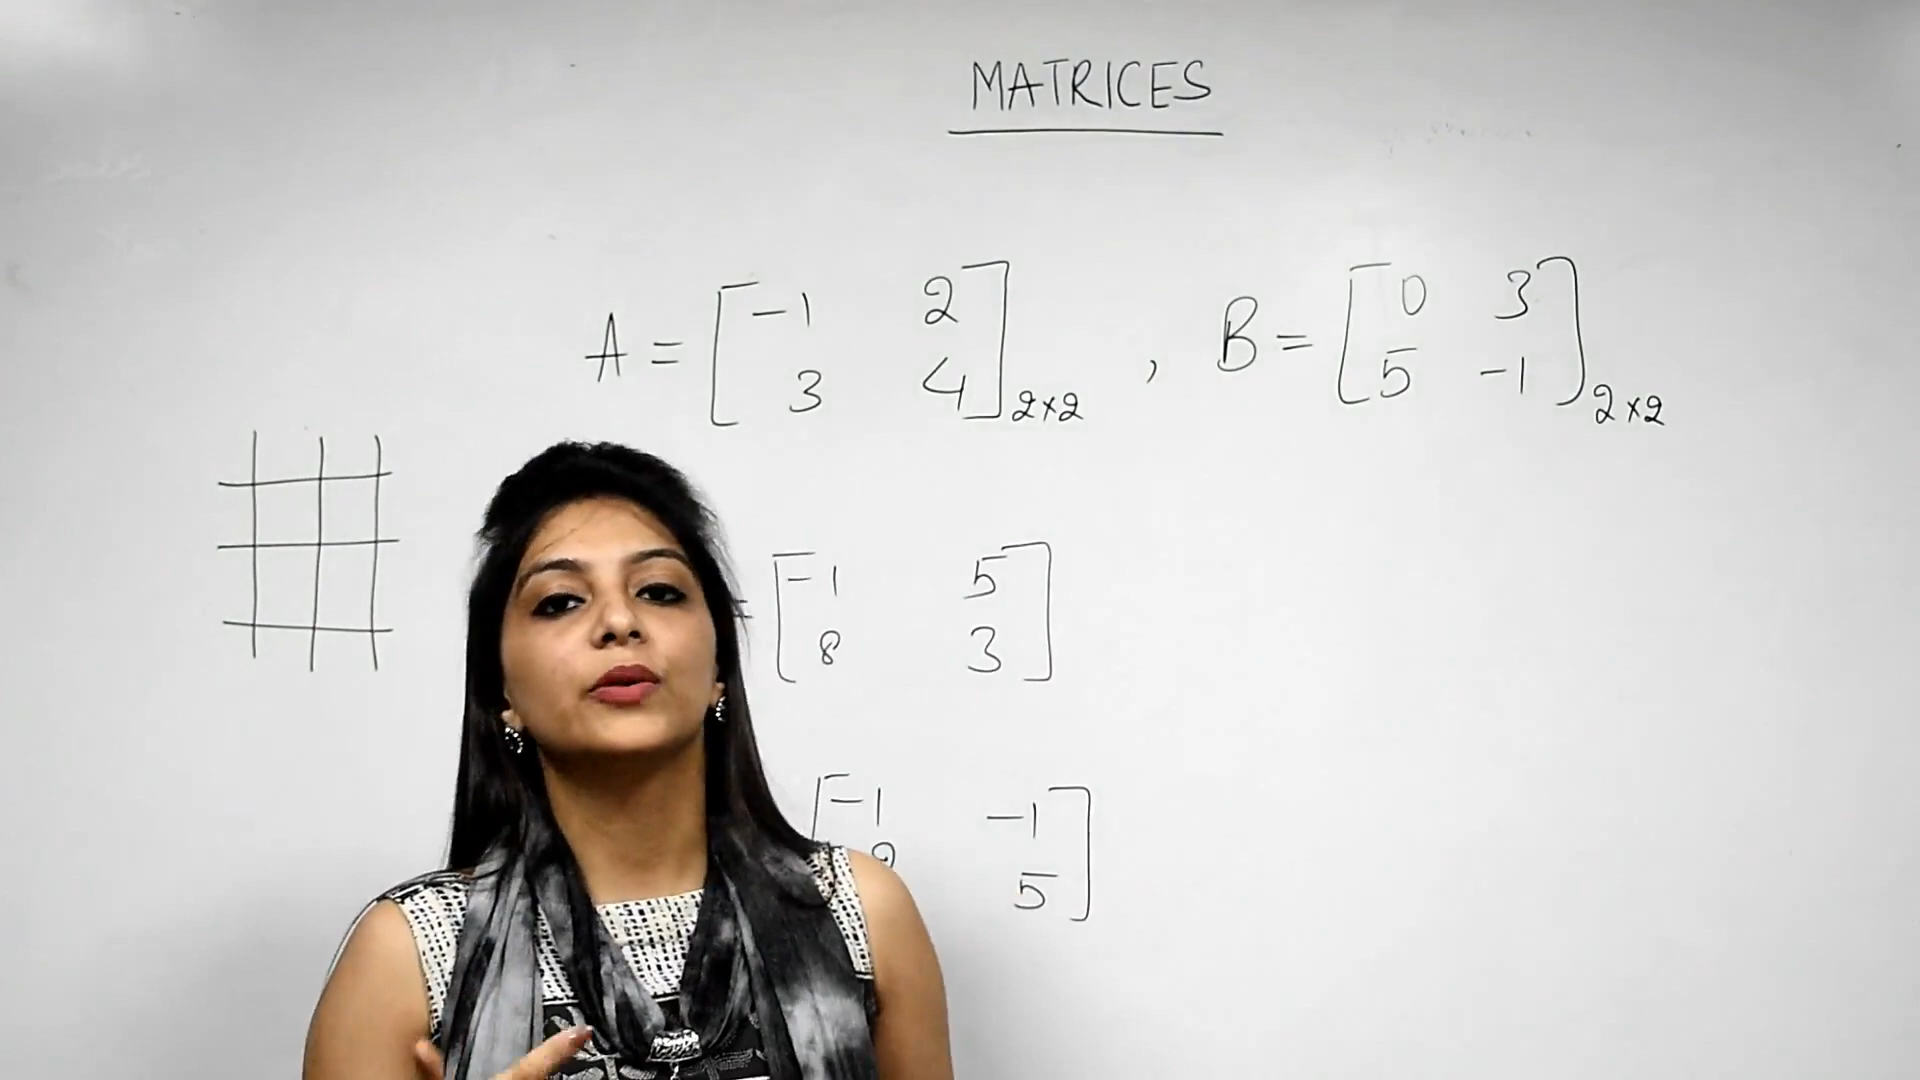 MATRICES
A = [ -1 2 ] , B = [ 0 3 ]
3 4 2×2 5 -1 2×2
= [ -1 5 ]
8 3
[ -1 -1 ]
5